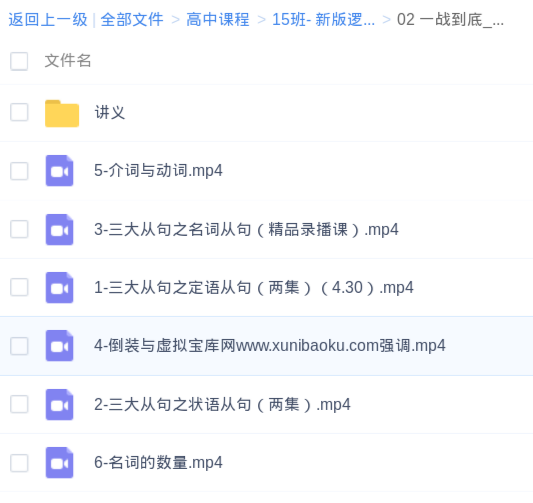 返回上一级 | 全部文件 > 高中课程 > 15班- 新版逻... > 02 一战到底_...
文件名
讲义
5-介词与动词.mp4
3-三大从句之名词从句（精品录播课）.mp4
1-三大从句之定语从句（两集）（4.30）.mp4
4-倒装与虚拟宝库网www.xunibaoku.com强调.mp4
2-三大从句之状语从句（两集）.mp4
6-名词的数量.mp4